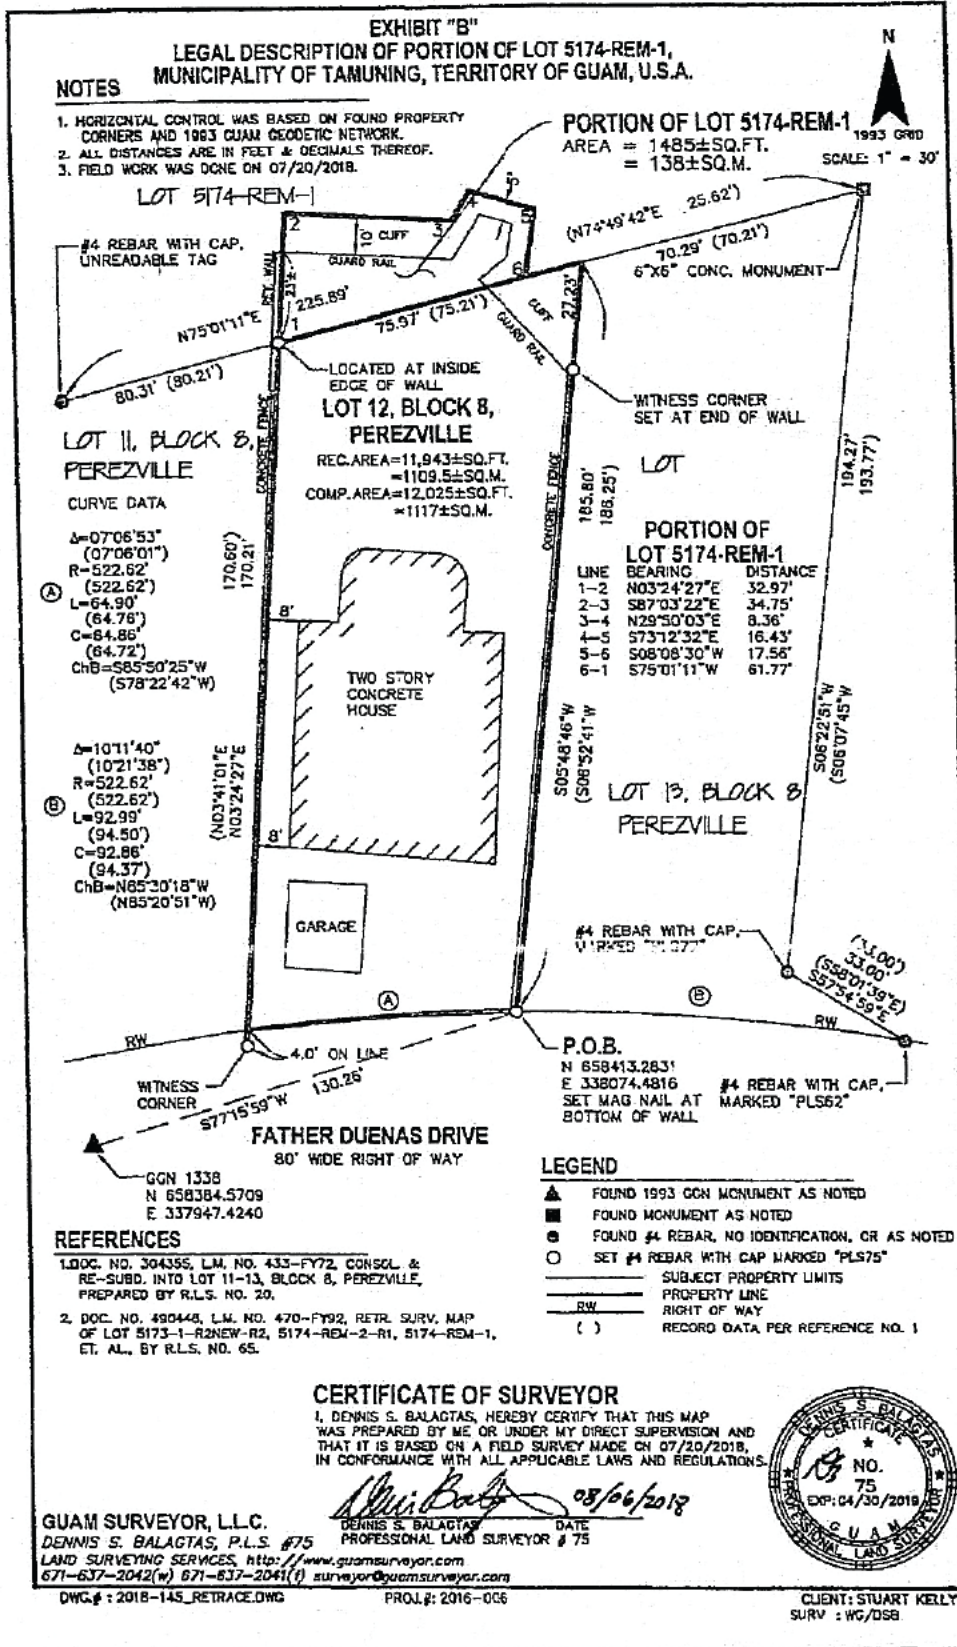 EXHIBIT "B"
LEGAL DESCRIPTION OF PORTION OF LOT 5174-REM-1,
MUNICIPALITY OF TAMUNING, TERRITORY OF GUAM, U.S.A.
NOTES
1. HORIZONTAL CONTROL WAS BASED ON FOUND PROPERTY
CORNERS AND 1993 GUAM GEODETIC NETWORK.
2. ALL DISTANCES ARE IN FEET & DECIMALS THEREOF.
3. FIELD WORK WAS DONE ON 07/20/2018.
N
1993 GRID
SCALE: 1" = 30'
PORTION OF LOT 5174-REM-1
AREA = 1485±SQ.FT.
= 138±SQ.M.
LOT 5174-REM-1
#4 REBAR WITH CAP,
UNREADABLE TAG
2
3
4
5'
5
6
1
10' CLIFF
GUARD RAIL
RET. WALL
23'±
(N74°49'42"E 25.62')
70.29' (70.21')
6"X6" CONC. MONUMENT
N75°01'11"E 225.89'
75.97' (75.21')
CLIFF
GUARD RAIL
27.23'
80.31' (80.21')
LOCATED AT INSIDE
EDGE OF WALL
LOT 12, BLOCK 8,
PEREZVILLE
REC.AREA=11,943±SQ.FT.
=1109.5±SQ.M.
COMP.AREA=12,025±SQ.FT.
=1117±SQ.M.
WITNESS CORNER
SET AT END OF WALL
LOT
LOT 11, BLOCK 8,
PEREZVILLE
CONCRETE FENCE
CONCRETE FENCE
185.80'
186.25')
194.27'
193.77')
CURVE DATA
Δ=07°06'53"
(07°06'01")
A
R=522.62'
(522.62')
L=64.90'
(64.76')
C=64.86'
(64.72')
ChB=S85°50'25"W
(S78°22'42"W)
170.60')
170.21'
PORTION OF
LOT 5174-REM-1
LINE BEARING DISTANCE
1-2 N03°24'27"E 32.97'
2-3 S87°03'22"E 34.75'
3-4 N29°50'03"E 8.36'
4-5 S73°12'32"E 16.43'
5-6 S08°08'30"W 17.56'
6-1 S75°01'11"W 61.77'
8'
TWO STORY
CONCRETE
HOUSE
8'
Δ=10°11'40"
(10°21'38")
B
R=522.62'
(522.62')
L=92.99'
(94.50')
C=92.86'
(94.37')
ChB=N85°30'18"W
(N85°20'51"W)
(N03°41'01"E
N03°24'27"E
S05°48'46"W
(S06°52'41"W
S06°22'51"W
(S06°07'45"W
LOT 13, BLOCK 8
PEREZVILLE
GARAGE
#4 REBAR WITH CAP,
(33.00')
33.00'
(S58°01'39"E)
S57°54'59"E
A
B
RW
RW
4.0' ON LINE
WITNESS
CORNER
130.26'
S77°15'59"W
P.O.B.
N 658413.2831
E 338074.4816
SET MAG NAIL AT
BOTTOM OF WALL
#4 REBAR WITH CAP,
MARKED "PLS62"
FATHER DUENAS DRIVE
80' WIDE RIGHT OF WAY
GGN 1338
N 658384.5709
E 337947.4240
LEGEND
FOUND 1993 GGN MONUMENT AS NOTED
FOUND MONUMENT AS NOTED
FOUND #4 REBAR, NO IDENTIFICATION, OR AS NOTED
SET #4 REBAR WITH CAP MARKED "PLS75"
SUBJECT PROPERTY LIMITS
PROPERTY LINE
RW RIGHT OF WAY
( ) RECORD DATA PER REFERENCE NO. 1
REFERENCES
1.DOC. NO. 304355, L.M. NO. 433-FY72, CONSOL. &
RE-SUBD. INTO LOT 11-13, BLOCK 8, PEREZVILLE,
PREPARED BY R.L.S. NO. 20.
2. DOC. NO. 490448, L.M. NO. 470-FY92, RETR. SURV. MAP
OF LOT 5173-1-R2NEW-R2, 5174-REM-2-R1, 5174-REM-1,
ET. AL., BY R.L.S. NO. 65.
CERTIFICATE OF SURVEYOR
I, DENNIS S. BALAGTAS, HEREBY CERTIFY THAT THIS MAP
WAS PREPARED BY ME OR UNDER MY DIRECT SUPERVISION AND
THAT IT IS BASED ON A FIELD SURVEY MADE ON 07/20/2018,
IN CONFORMANCE WITH ALL APPLICABLE LAWS AND REGULATIONS.
08/06/2018
DENNIS S. BALAGTAS DATE
PROFESSIONAL LAND SURVEYOR # 75
DENNIS S. BALAGTAS
CERTIFICATE
NO.
75
EXP: 04/30/2019
GUAM
PROFESSIONAL LAND SURVEYOR
GUAM SURVEYOR, L.L.C.
DENNIS S. BALAGTAS, P.L.S. #75
LAND SURVEYING SERVICES, http://www.guamsurveyor.com
671-637-2042(w) 671-637-2041(f) surveyor@guamsurveyor.com
DWG.# : 2018-145_RETRACE.DWG
PROJ.#: 2016-006
CLIENT: STUART KELLY
SURV : WG/DSB